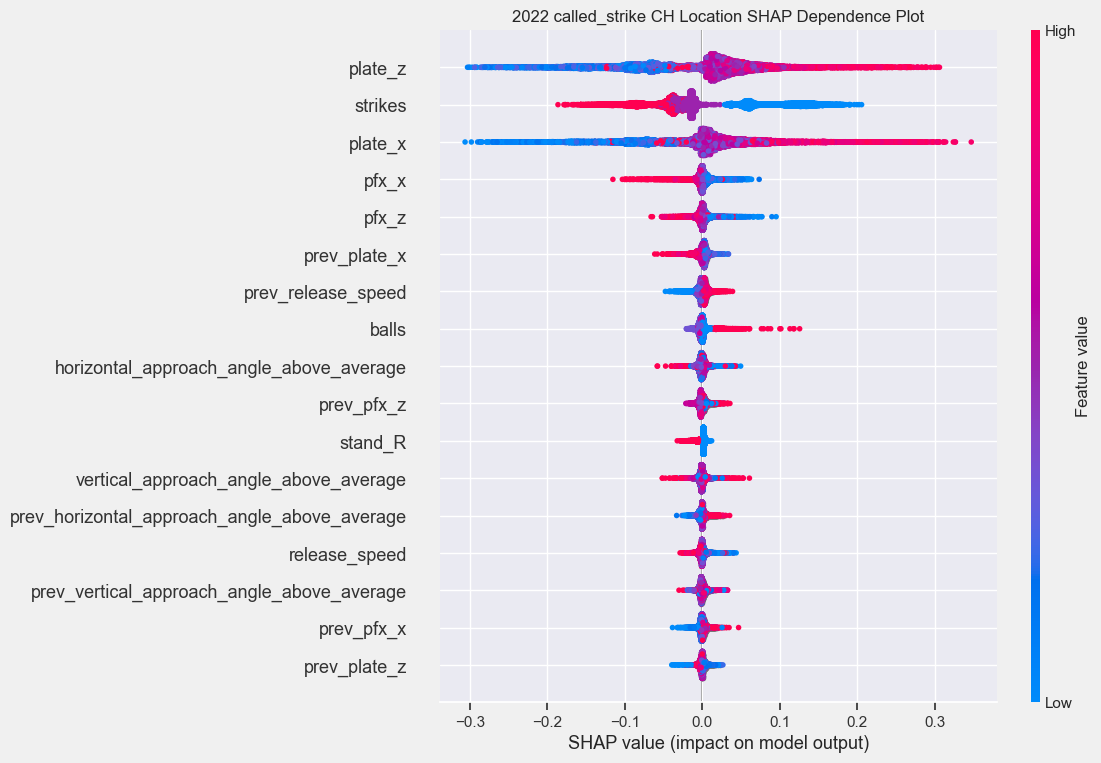 2022 called_strike CH Location SHAP Dependence Plot
High
plate_z
strikes
plate_x
pfx_x
pfx_z
prev_plate_x
prev_release_speed
balls
horizontal_approach_angle_above_average
prev_pfx_z
stand_R
vertical_approach_angle_above_average
prev_horizontal_approach_angle_above_average
release_speed
prev_vertical_approach_angle_above_average
prev_pfx_x
prev_plate_z
Feature value
Low
−0.3 −0.2 −0.1 0.0 0.1 0.2 0.3
SHAP value (impact on model output)